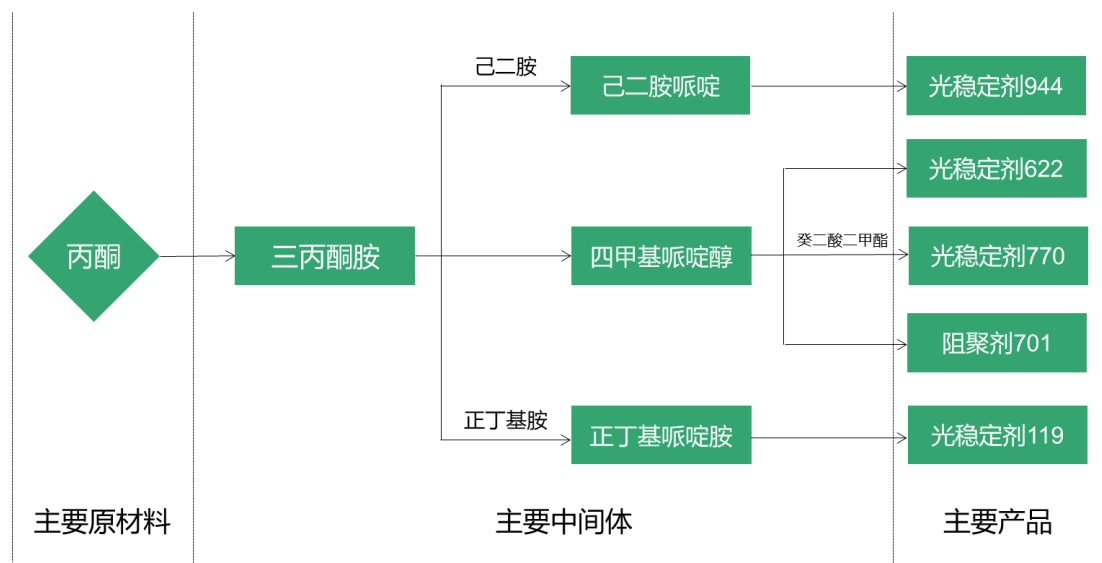 己二胺
己二胺哌啶
光稳定剂944
光稳定剂622
丙酮
三丙酮胺
四甲基哌啶醇
癸二酸二甲酯
光稳定剂770
阻聚剂701
正丁基胺
正丁基哌啶胺
光稳定剂119
主要原材料
主要中间体
主要产品